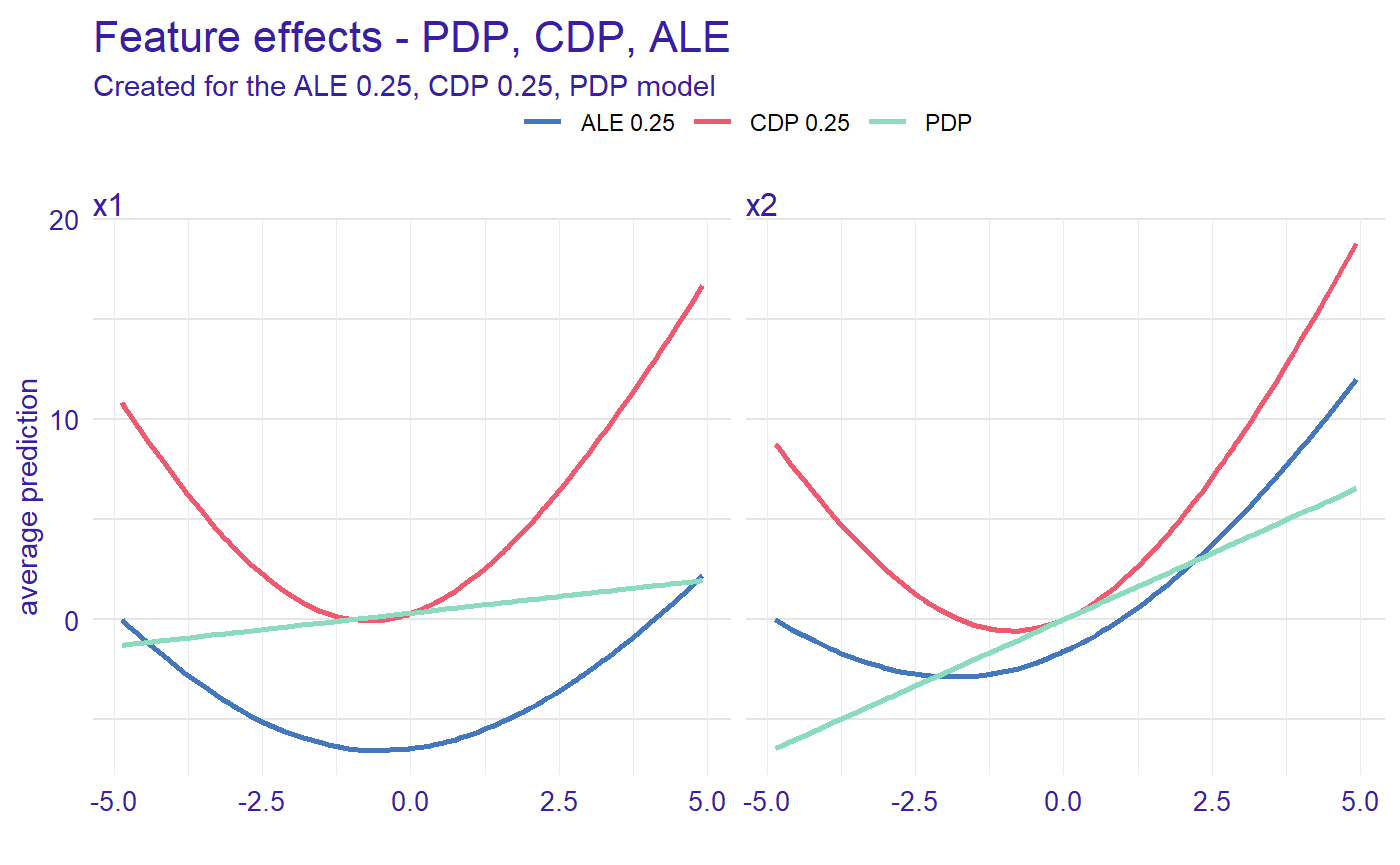 Feature effects - PDP, CDP, ALE
Created for the ALE 0.25, CDP 0.25, PDP model
ALE 0.25 CDP 0.25 PDP
x1 x2
20
10
0
average prediction
-5.0 -2.5 0.0 2.5 5.0 -5.0 -2.5 0.0 2.5 5.0